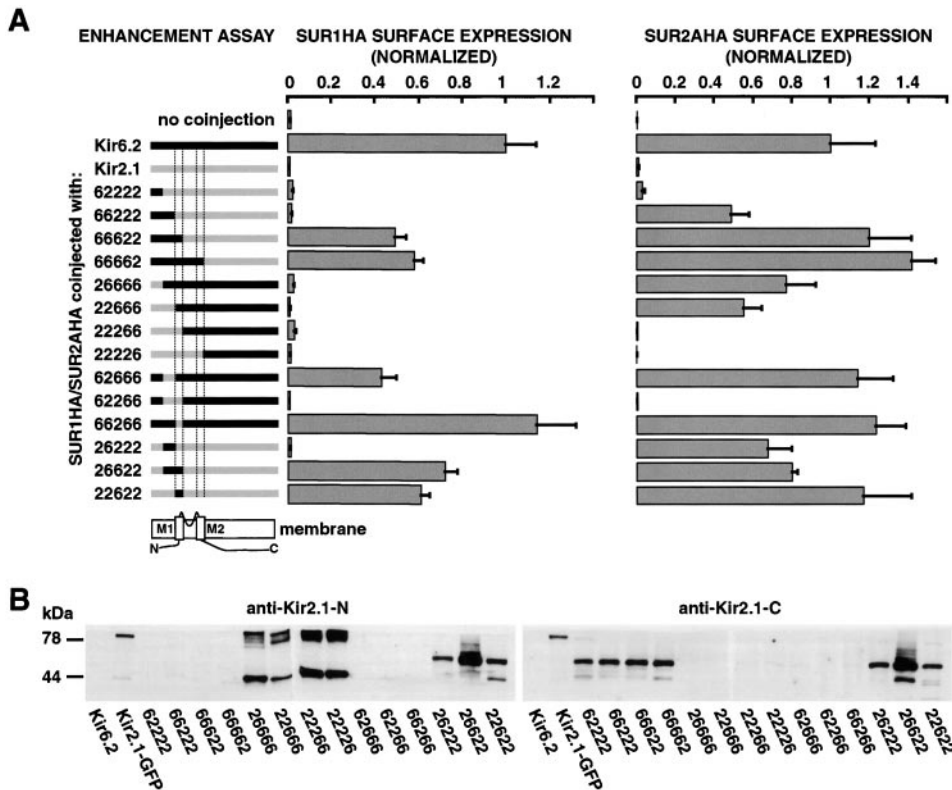 A
ENHANCEMENT ASSAY
SUR1HA SURFACE EXPRESSION
(NORMALIZED)
SUR2AHA SURFACE EXPRESSION
(NORMALIZED)
0 0.2 0.4 0.6 0.8 1 1.2
0 0.2 0.4 0.6 0.8 1 1.2 1.4
SUR1HA/SUR2AHA coinjected with:
no coinjection
Kir6.2
Kir2.1
62222
66222
66622
66662
26666
22666
22266
22226
62666
62266
66266
26222
26622
22622
M1 M2 membrane
N C
B
kDa
anti-Kir2.1-N
anti-Kir2.1-C
78
44
Kir6.2 Kir2.1-GFP 62222 66222 66622 66662 26666 22666 22266 22226 62666 62266 66266 26222 26622 22622
Kir6.2 Kir2.1-GFP 62222 66222 66622 66662 26666 22666 22266 22226 62666 62266 66266 26222 26622 22622